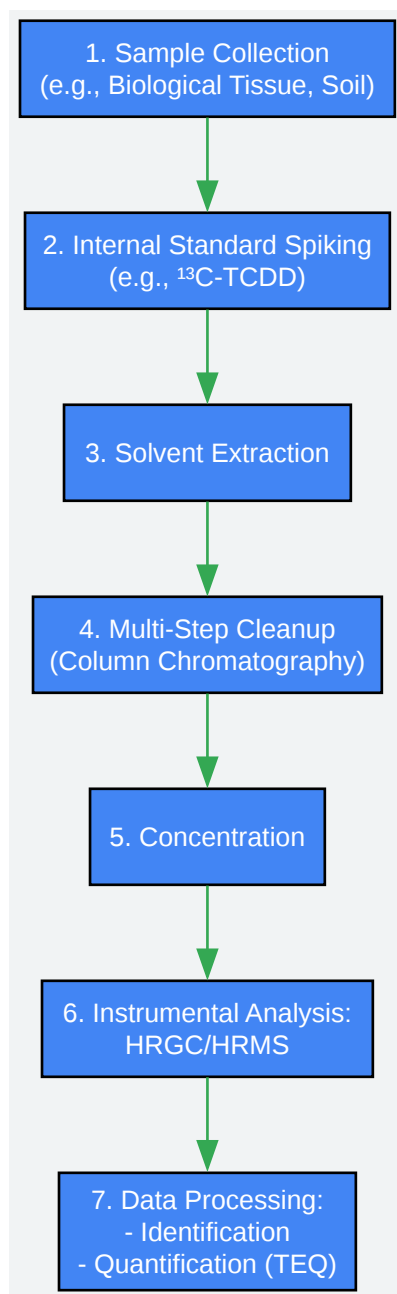 1. Sample Collection
(e.g., Biological Tissue, Soil)
2. Internal Standard Spiking
(e.g., ¹³C-TCDD)
3. Solvent Extraction
4. Multi-Step Cleanup
(Column Chromatography)
5. Concentration
6. Instrumental Analysis:
HRGC/HRMS
7. Data Processing:
- Identification
- Quantification (TEQ)